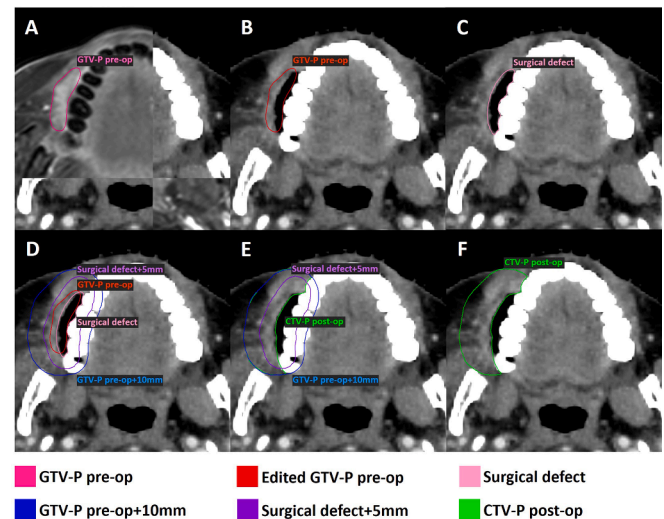 A
GTV-P pre-op
B
GTV-P pre-op
C
Surgical defect
D
Surgical defect+5mm
GTV-P pre-op
Surgical defect
GTV-P pre-op+10mm
E
Surgical defect+5mm
CTV-P post-op
GTV-P pre-op+10mm
F
CTV-P post-op
GTV-P pre-op
Edited GTV-P pre-op
Surgical defect
GTV-P pre-op+10mm
Surgical defect+5mm
CTV-P post-op